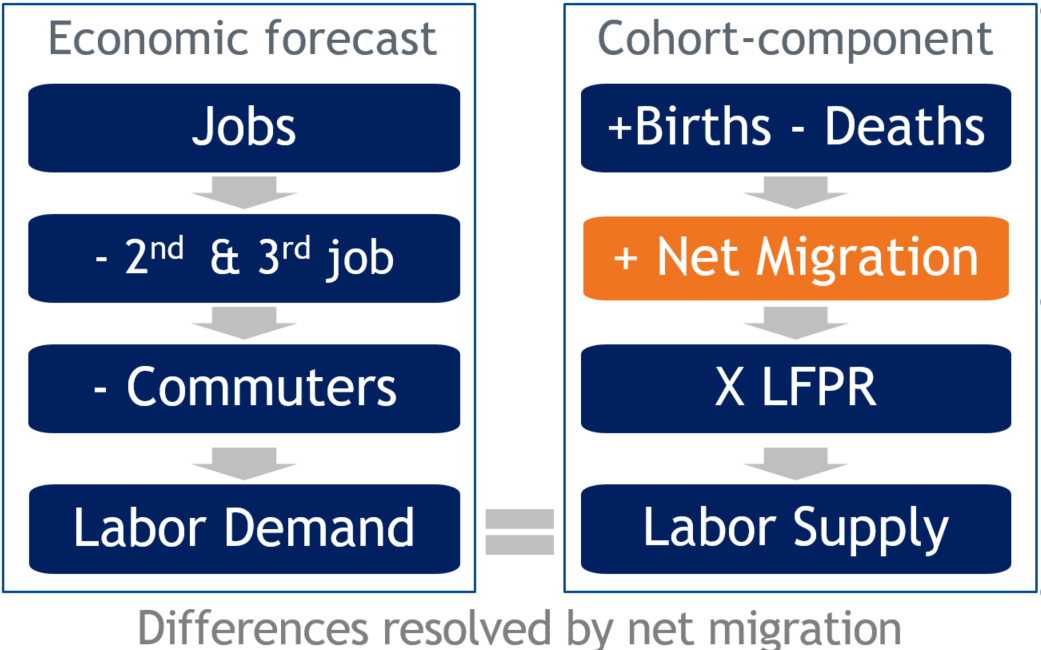 Economic forecast
Jobs
- 2nd & 3rd job
- Commuters
Labor Demand
=
Cohort-component
+Births - Deaths
+ Net Migration
X LFPR
Labor Supply
Differences resolved by net migration